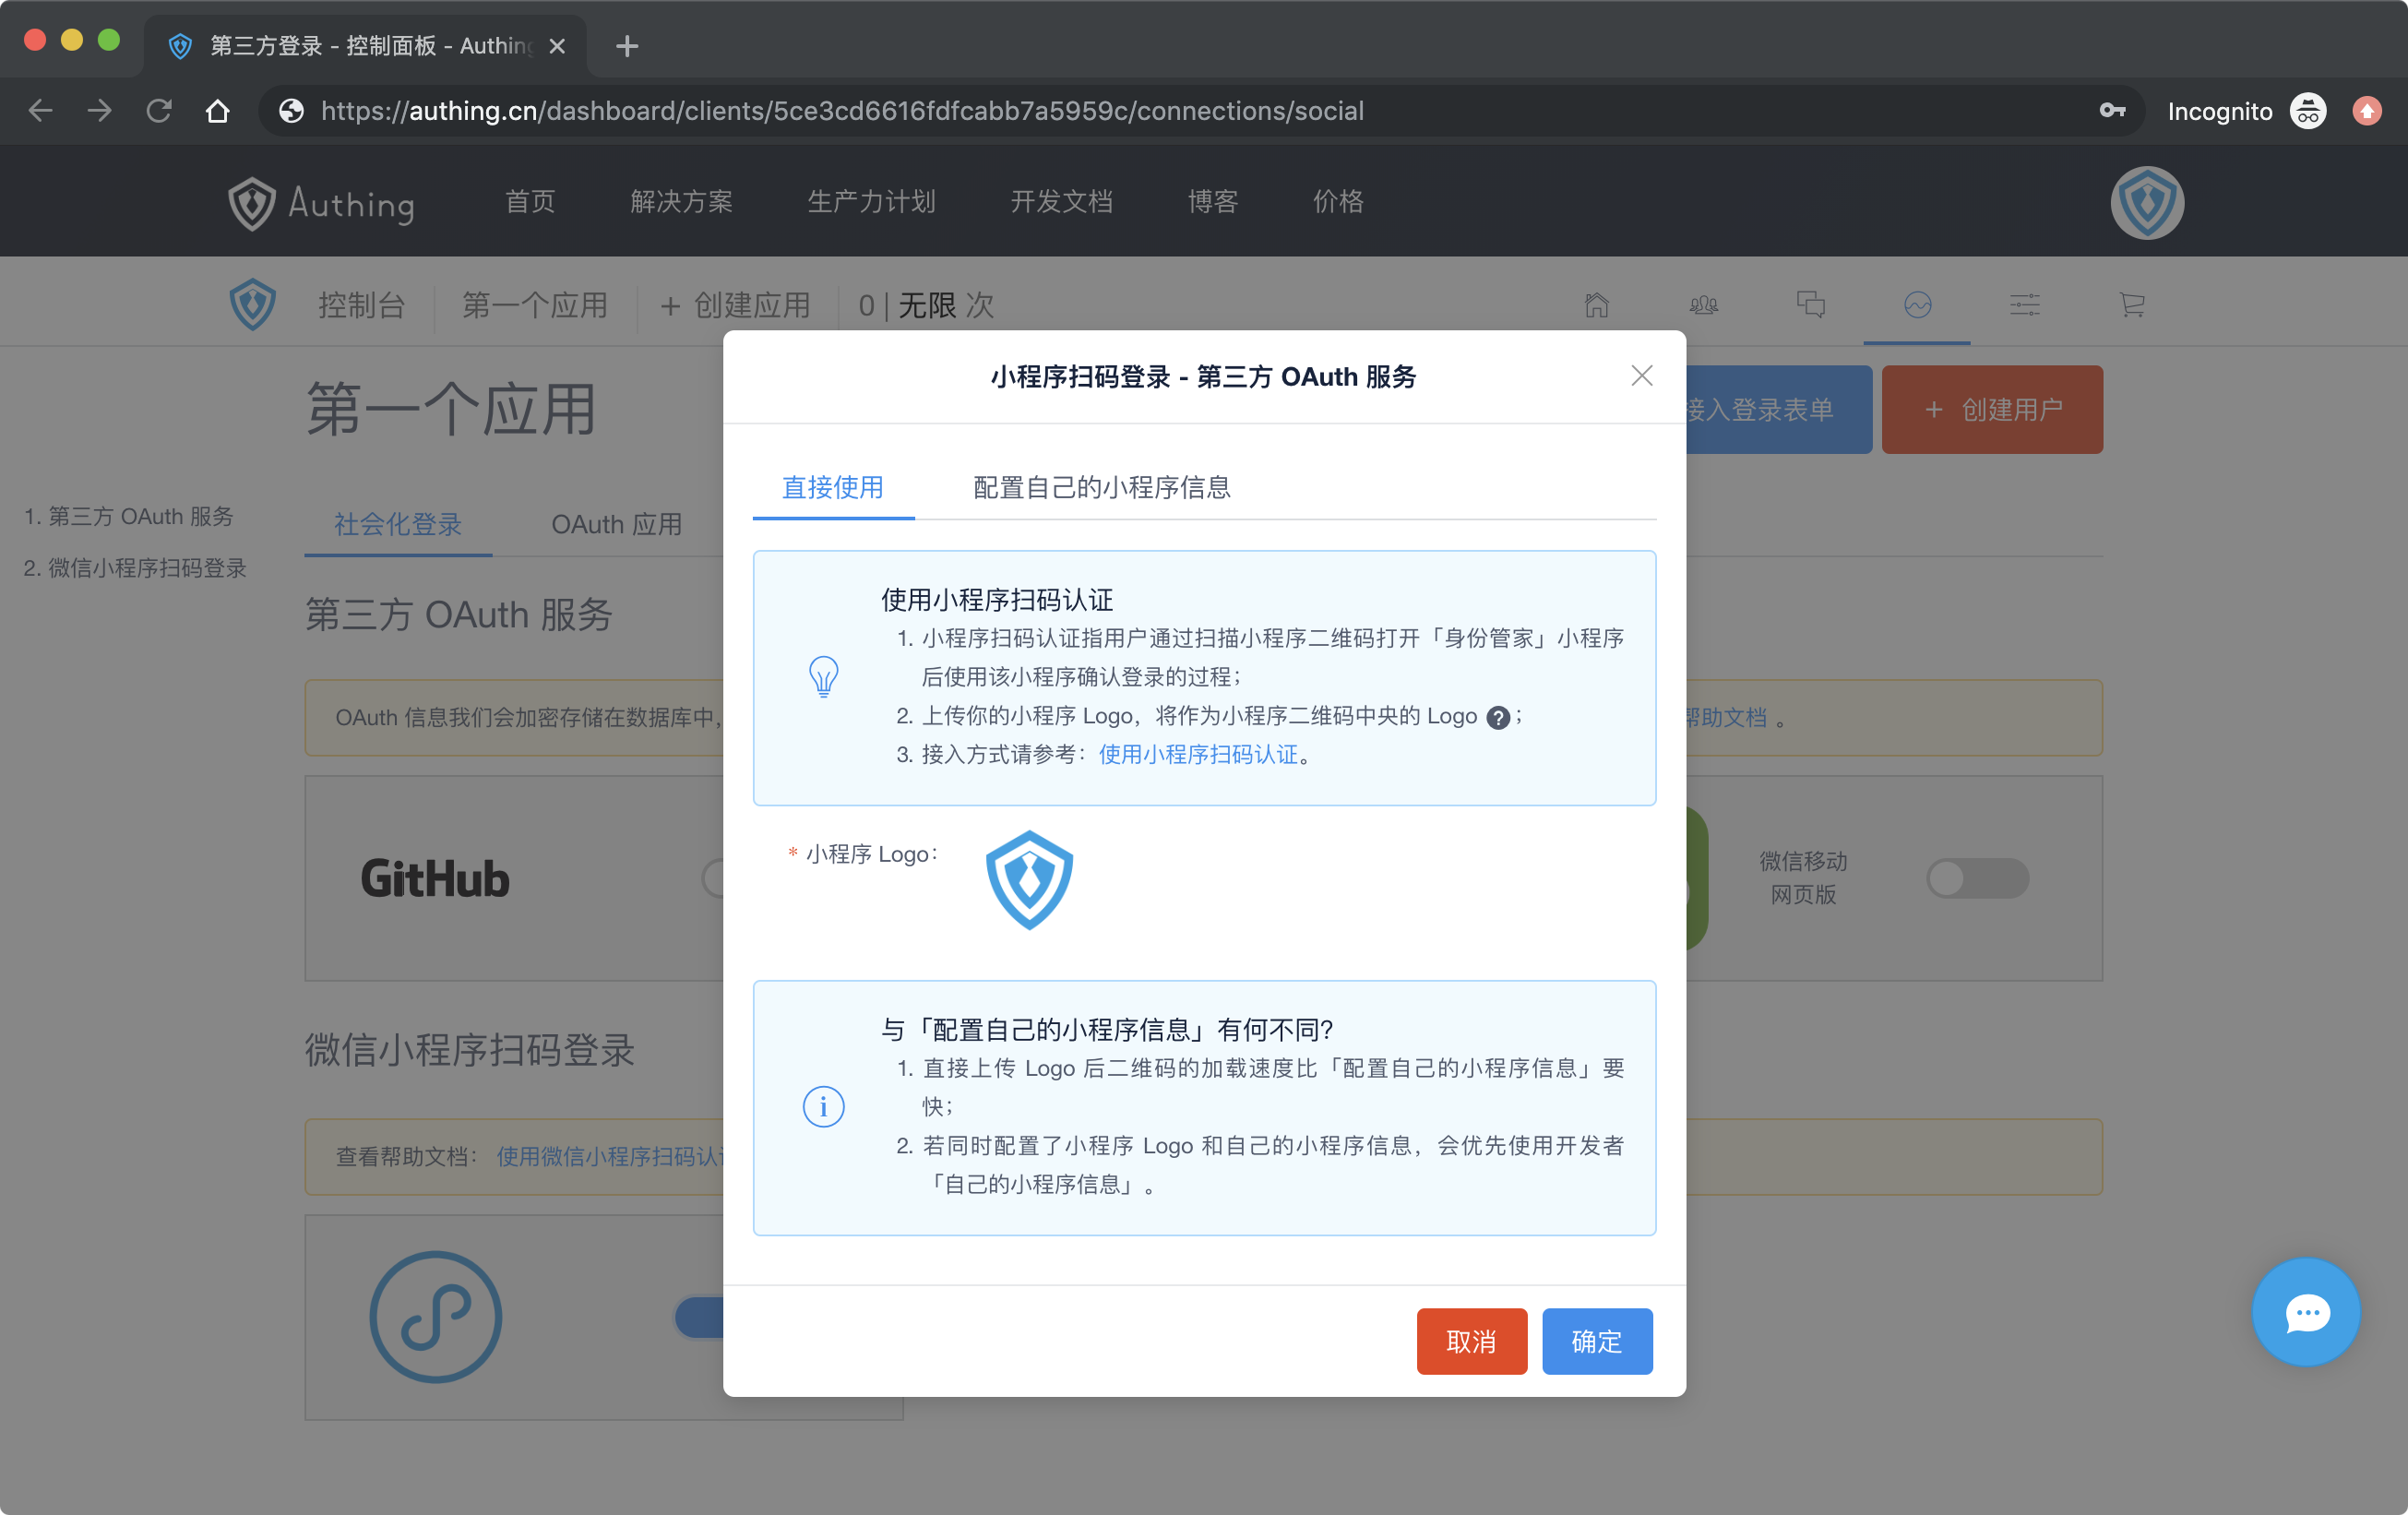 第三方登录 - 控制面板 - Authing
https://authing.cn/dashboard/clients/5ce3cd6616fdfcabb7a5959c/connections/social
Incognito
Authing
首页
解决方案
生产力计划
开发文档
博客
价格
控制台
第一个应用
+ 创建应用
0 | 无限 次
第一个应用
接入登录表单
+ 创建用户
1. 第三方 OAuth 服务
2. 微信小程序扫码登录
社会化登录
OAuth 应用
第三方 OAuth 服务
OAuth 信息我们会加密存储在数据库中，
帮助文档 。
GitHub
微信移动
网页版
微信小程序扫码登录
查看帮助文档： 使用微信小程序扫码认
小程序扫码登录 - 第三方 OAuth 服务
直接使用
配置自己的小程序信息
使用小程序扫码认证
1. 小程序扫码认证指用户通过扫描小程序二维码打开「身份管家」小程序
后使用该小程序确认登录的过程；
2. 上传你的小程序 Logo，将作为小程序二维码中央的 Logo ?；
3. 接入方式请参考：使用小程序扫码认证。
* 小程序 Logo：
与「配置自己的小程序信息」有何不同？
1. 直接上传 Logo 后二维码的加载速度比「配置自己的小程序信息」要
快；
2. 若同时配置了小程序 Logo 和自己的小程序信息，会优先使用开发者
「自己的小程序信息」。
取消
确定